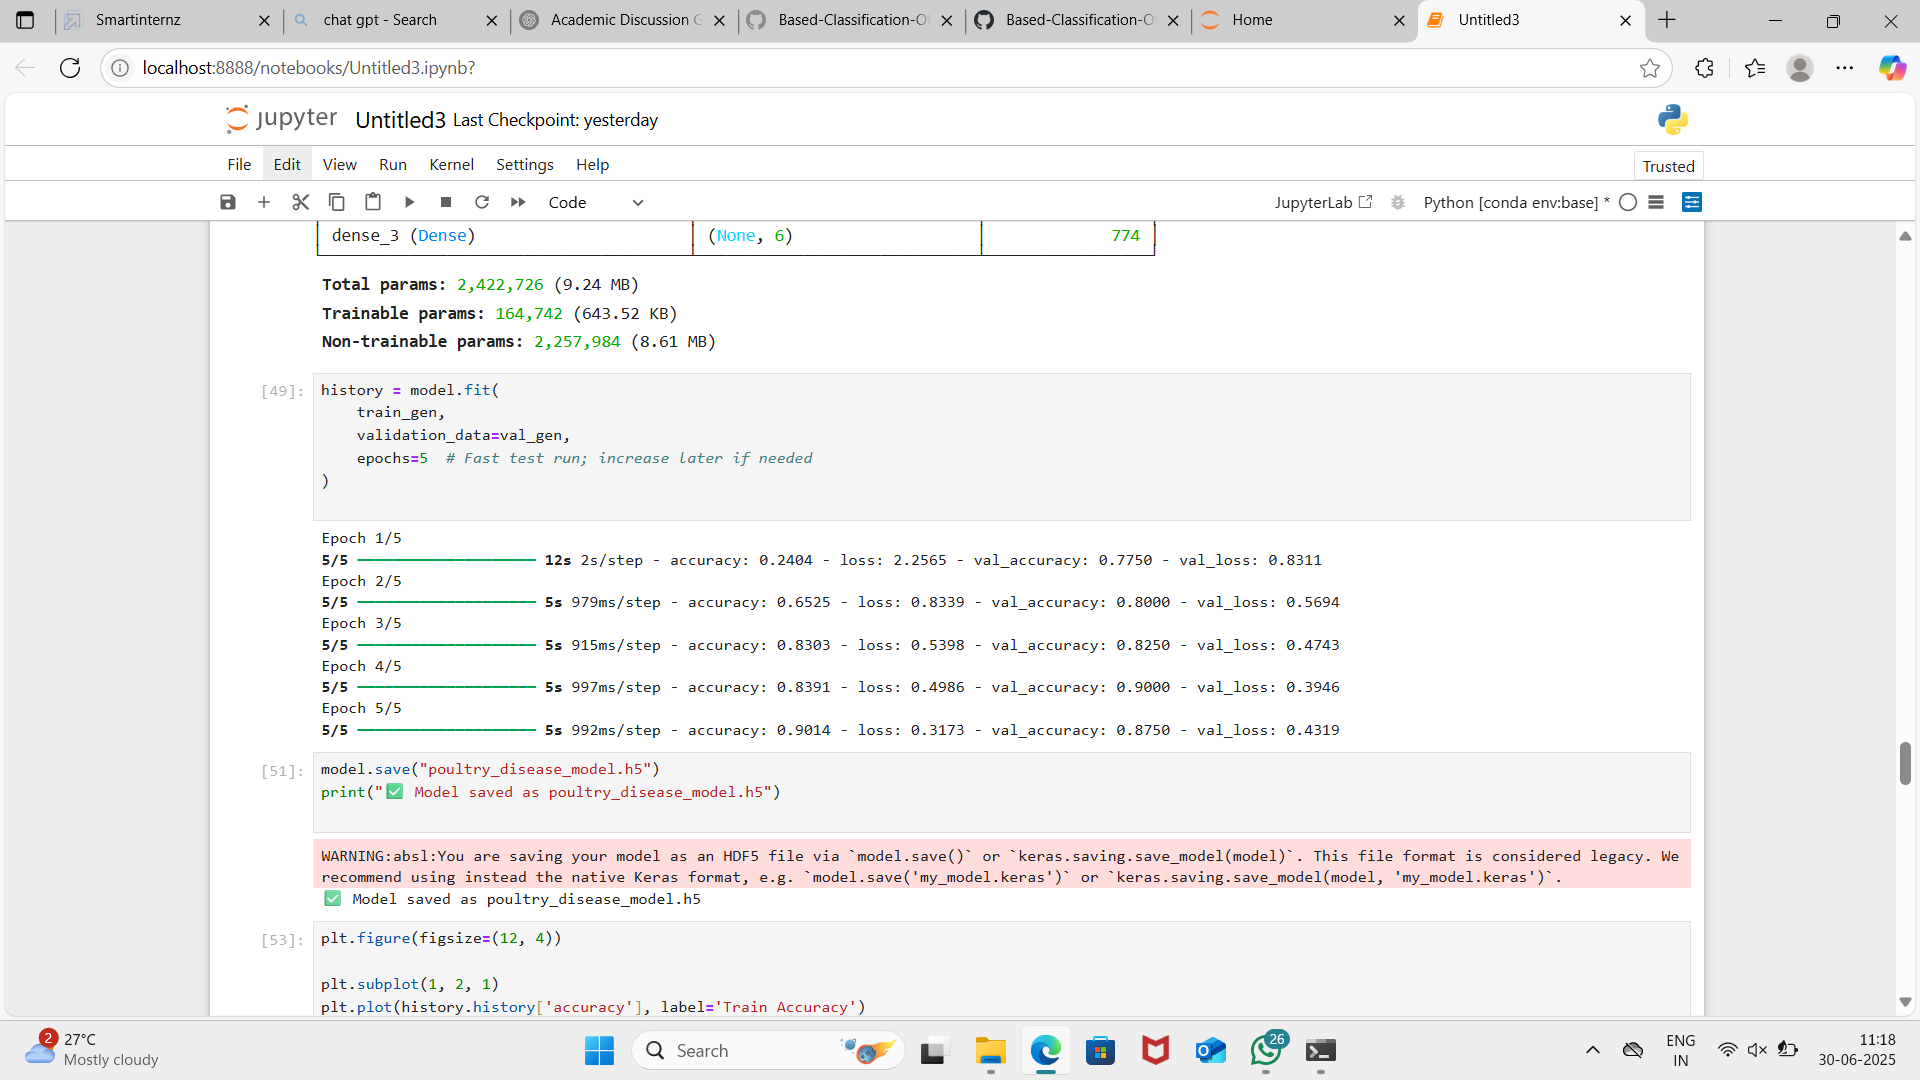 Smartinternz
chat gpt - Search
Academic Discussion G
Based-Classification-O
Based-Classification-O
Home
Untitled3
localhost:8888/notebooks/Untitled3.ipynb?
jupyter Untitled3 Last Checkpoint: yesterday
File Edit View Run Kernel Settings Help
Trusted
Code
JupyterLab
Python [conda env:base] *
dense_3 (Dense) (None, 6) 774
Total params: 2,422,726 (9.24 MB)
Trainable params: 164,742 (643.52 KB)
Non-trainable params: 2,257,984 (8.61 MB)
[49]: history = model.fit(
train_gen,
validation_data=val_gen,
epochs=5 # Fast test run; increase later if needed
)
Epoch 1/5
5/5 ━━━━━━━━━━━━━━━━━━━━ 12s 2s/step - accuracy: 0.2404 - loss: 2.2565 - val_accuracy: 0.7750 - val_loss: 0.8311
Epoch 2/5
5/5 ━━━━━━━━━━━━━━━━━━━━ 5s 979ms/step - accuracy: 0.6525 - loss: 0.8339 - val_accuracy: 0.8000 - val_loss: 0.5694
Epoch 3/5
5/5 ━━━━━━━━━━━━━━━━━━━━ 5s 915ms/step - accuracy: 0.8303 - loss: 0.5398 - val_accuracy: 0.8250 - val_loss: 0.4743
Epoch 4/5
5/5 ━━━━━━━━━━━━━━━━━━━━ 5s 997ms/step - accuracy: 0.8391 - loss: 0.4986 - val_accuracy: 0.9000 - val_loss: 0.3946
Epoch 5/5
5/5 ━━━━━━━━━━━━━━━━━━━━ 5s 992ms/step - accuracy: 0.9014 - loss: 0.3173 - val_accuracy: 0.8750 - val_loss: 0.4319
[51]: model.save("poultry_disease_model.h5")
print("✅ Model saved as poultry_disease_model.h5")
WARNING:absl:You are saving your model as an HDF5 file via `model.save()` or `keras.saving.save_model(model)`. This file format is considered legacy. We
recommend using instead the native Keras format, e.g. `model.save('my_model.keras')` or `keras.saving.save_model(model, 'my_model.keras')`.
✅ Model saved as poultry_disease_model.h5
[53]: plt.figure(figsize=(12, 4))
plt.subplot(1, 2, 1)
plt.plot(history.history['accuracy'], label='Train Accuracy')
2
27°C
Mostly cloudy
Search
26
ENG
IN
11:18
30-06-2025